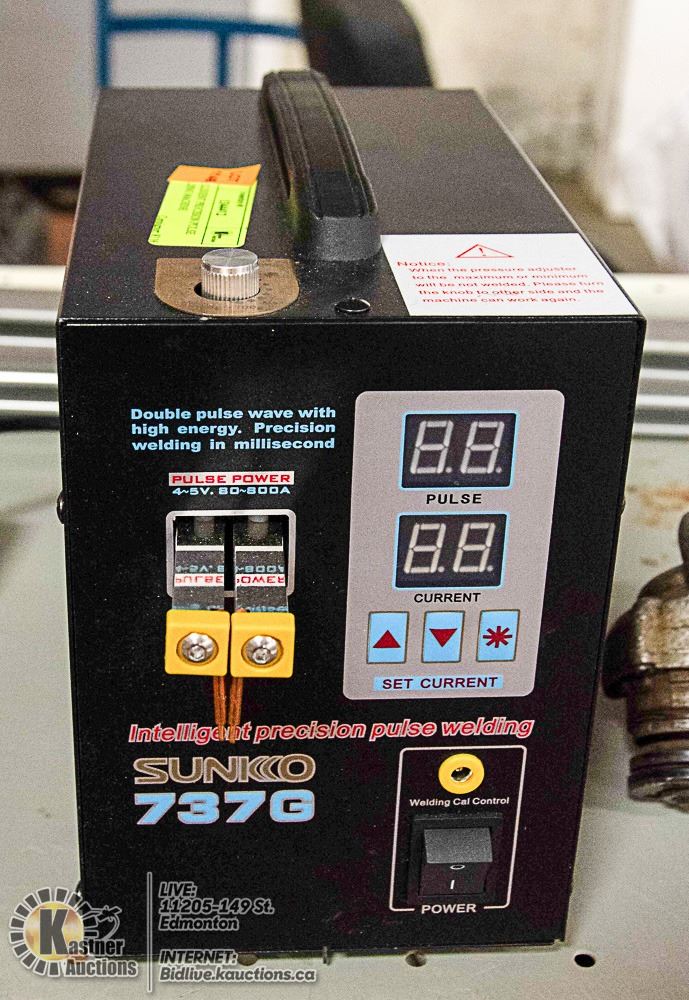 Notice:
When the pressure adjuster
to the maximum or minimum
will be not welded. Please turn
the knob to other side and the
machine can work again.
Double pulse wave with
high energy. Precision
welding in millisecond
PULSE POWER
4~5V. 80~800A
PULSE
CURRENT
SET CURRENT
Intelligent precision pulse welding
SUNKKO
737G
Welding Cal Control
POWER
Kastner
Auctions
LIVE:
11205-149 St.
Edmonton
INTERNET:
Bidlive.kauctions.ca